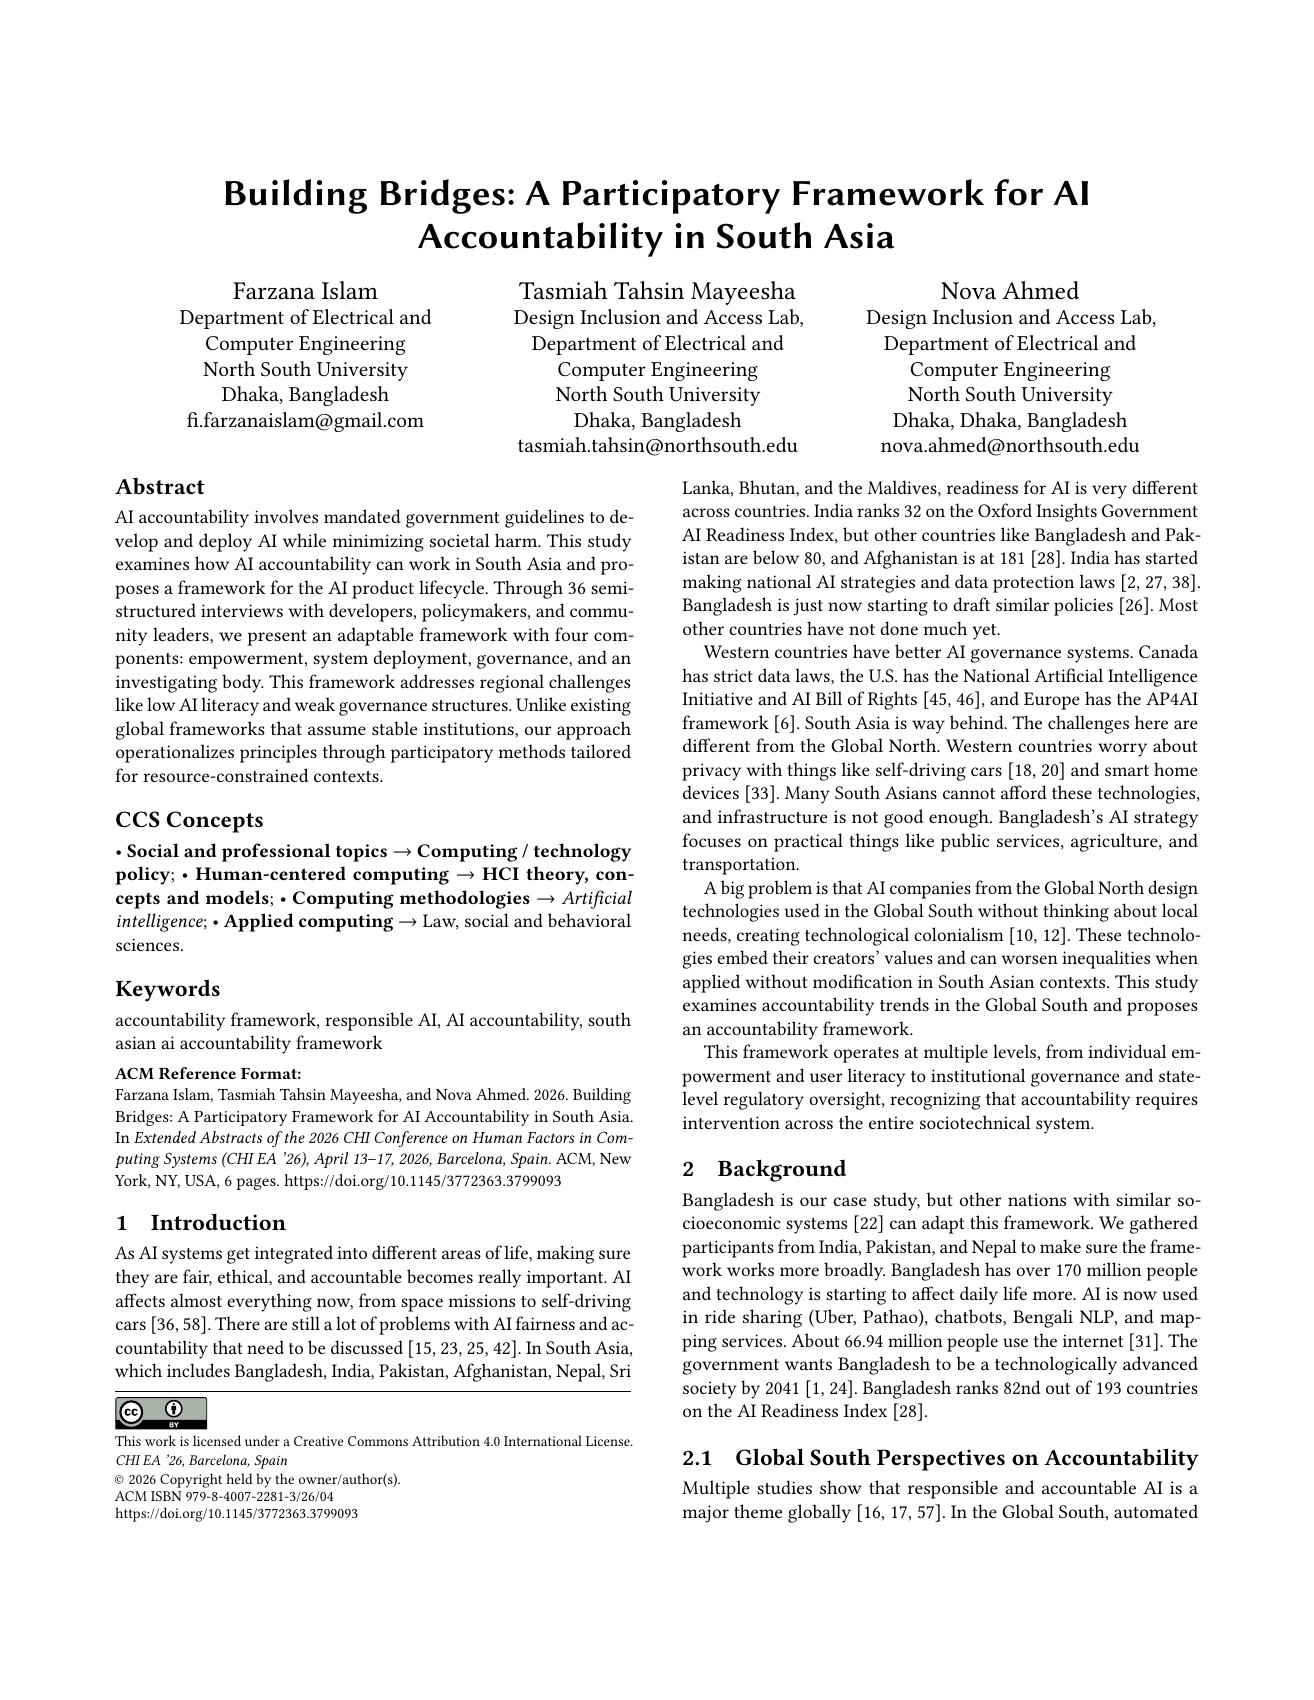 Building Bridges: A Participatory Framework for AI
Accountability in South Asia
Farzana Islam
Department of Electrical and
Computer Engineering
North South University
Dhaka, Bangladesh
fi.farzanaislam@gmail.com
Tasmiah Tahsin Mayeesha
Design Inclusion and Access Lab,
Department of Electrical and
Computer Engineering
North South University
Dhaka, Bangladesh
tasmiah.tahsin@northsouth.edu
Nova Ahmed
Design Inclusion and Access Lab,
Department of Electrical and
Computer Engineering
North South University
Dhaka, Dhaka, Bangladesh
nova.ahmed@northsouth.edu
Abstract
AI accountability involves mandated government guidelines to de-
velop and deploy AI while minimizing societal harm. This study
examines how AI accountability can work in South Asia and pro-
poses a framework for the AI product lifecycle. Through 36 semi-
structured interviews with developers, policymakers, and commu-
nity leaders, we present an adaptable framework with four com-
ponents: empowerment, system deployment, governance, and an
investigating body. This framework addresses regional challenges
like low AI literacy and weak governance structures. Unlike existing
global frameworks that assume stable institutions, our approach
operationalizes principles through participatory methods tailored
for resource-constrained contexts.
CCS Concepts
• Social and professional topics → Computing / technology
policy; • Human-centered computing → HCI theory, con-
cepts and models; • Computing methodologies → Artificial
intelligence; • Applied computing → Law, social and behavioral
sciences.
Keywords
accountability framework, responsible AI, AI accountability, south
asian ai accountability framework
ACM Reference Format:
Farzana Islam, Tasmiah Tahsin Mayeesha, and Nova Ahmed. 2026. Building
Bridges: A Participatory Framework for AI Accountability in South Asia.
In Extended Abstracts of the 2026 CHI Conference on Human Factors in Com-
puting Systems (CHI EA ’26), April 13–17, 2026, Barcelona, Spain. ACM, New
York, NY, USA, 6 pages. https://doi.org/10.1145/3772363.3799093
1 Introduction
As AI systems get integrated into different areas of life, making sure
they are fair, ethical, and accountable becomes really important. AI
affects almost everything now, from space missions to self-driving
cars [36, 58]. There are still a lot of problems with AI fairness and ac-
countability that need to be discussed [15, 23, 25, 42]. In South Asia,
which includes Bangladesh, India, Pakistan, Afghanistan, Nepal, Sri
cc BY
This work is licensed under a Creative Commons Attribution 4.0 International License.
CHI EA ’26, Barcelona, Spain
© 2026 Copyright held by the owner/author(s).
ACM ISBN 979-8-4007-2281-3/26/04
https://doi.org/10.1145/3772363.3799093
Lanka, Bhutan, and the Maldives, readiness for AI is very different
across countries. India ranks 32 on the Oxford Insights Government
AI Readiness Index, but other countries like Bangladesh and Pak-
istan are below 80, and Afghanistan is at 181 [28]. India has started
making national AI strategies and data protection laws [2, 27, 38].
Bangladesh is just now starting to draft similar policies [26]. Most
other countries have not done much yet.
Western countries have better AI governance systems. Canada
has strict data laws, the U.S. has the National Artificial Intelligence
Initiative and AI Bill of Rights [45, 46], and Europe has the AP4AI
framework [6]. South Asia is way behind. The challenges here are
different from the Global North. Western countries worry about
privacy with things like self-driving cars [18, 20] and smart home
devices [33]. Many South Asians cannot afford these technologies,
and infrastructure is not good enough. Bangladesh’s AI strategy
focuses on practical things like public services, agriculture, and
transportation.
A big problem is that AI companies from the Global North design
technologies used in the Global South without thinking about local
needs, creating technological colonialism [10, 12]. These technolo-
gies embed their creators’ values and can worsen inequalities when
applied without modification in South Asian contexts. This study
examines accountability trends in the Global South and proposes
an accountability framework.
This framework operates at multiple levels, from individual em-
powerment and user literacy to institutional governance and state-
level regulatory oversight, recognizing that accountability requires
intervention across the entire sociotechnical system.
2 Background
Bangladesh is our case study, but other nations with similar so-
cioeconomic systems [22] can adapt this framework. We gathered
participants from India, Pakistan, and Nepal to make sure the frame-
work works more broadly. Bangladesh has over 170 million people
and technology is starting to affect daily life more. AI is now used
in ride sharing (Uber, Pathao), chatbots, Bengali NLP, and map-
ping services. About 66.94 million people use the internet [31]. The
government wants Bangladesh to be a technologically advanced
society by 2041 [1, 24]. Bangladesh ranks 82nd out of 193 countries
on the AI Readiness Index [28].
2.1 Global South Perspectives on Accountability
Multiple studies show that responsible and accountable AI is a
major theme globally [16, 17, 57]. In the Global South, automated